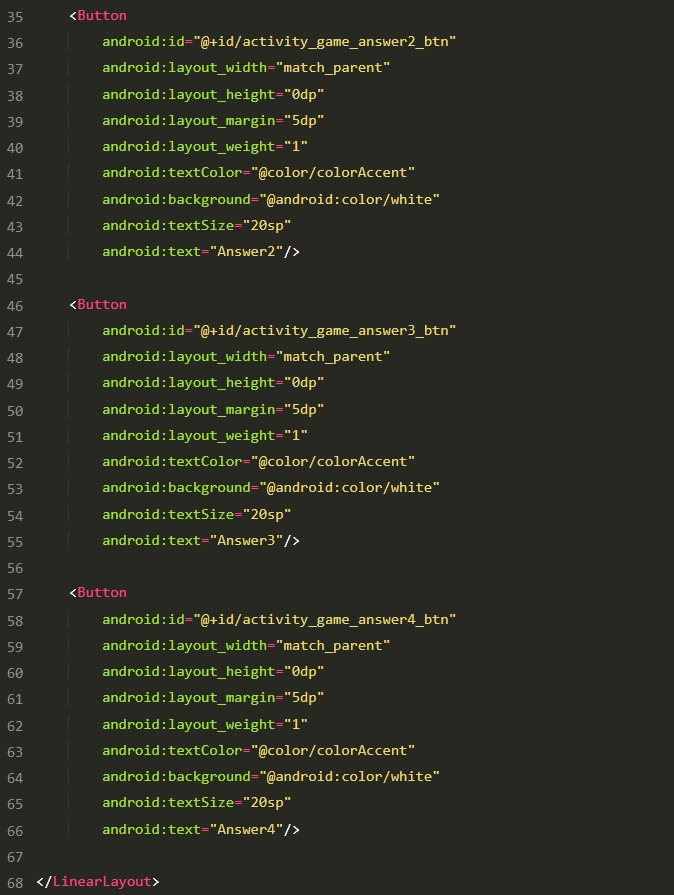 35 <Button
36 android:id="@+id/activity_game_answer2_btn"
37 android:layout_width="match_parent"
38 android:layout_height="0dp"
39 android:layout_margin="5dp"
40 android:layout_weight="1"
41 android:textColor="@color/colorAccent"
42 android:background="@android:color/white"
43 android:textSize="20sp"
44 android:text="Answer2"/>
45
46 <Button
47 android:id="@+id/activity_game_answer3_btn"
48 android:layout_width="match_parent"
49 android:layout_height="0dp"
50 android:layout_margin="5dp"
51 android:layout_weight="1"
52 android:textColor="@color/colorAccent"
53 android:background="@android:color/white"
54 android:textSize="20sp"
55 android:text="Answer3"/>
56
57 <Button
58 android:id="@+id/activity_game_answer4_btn"
59 android:layout_width="match_parent"
60 android:layout_height="0dp"
61 android:layout_margin="5dp"
62 android:layout_weight="1"
63 android:textColor="@color/colorAccent"
64 android:background="@android:color/white"
65 android:textSize="20sp"
66 android:text="Answer4"/>
67
68 </LinearLayout>